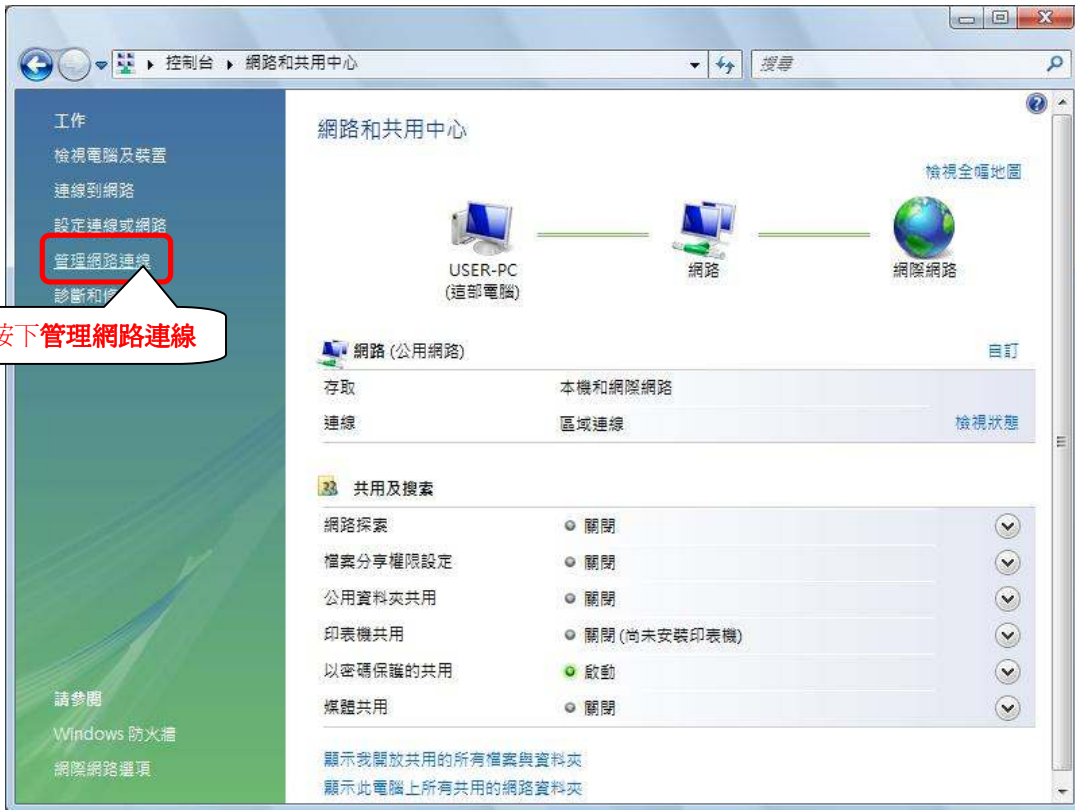 控制台 ▸ 網路和共用中心
搜尋
工作
檢視電腦及裝置
連線到網路
設定連線或網路
管理網路連線
診斷和
按下管理網路連線
請參閱
Windows 防火牆
網際網路選項
網路和共用中心
檢視全幅地圖
USER-PC
(這部電腦)
網路
網際網路
網路 (公用網路)
自訂
存取 本機和網際網路
連線 區域連線 檢視狀態
共用及搜索
網路探索 關閉
檔案分享權限設定 關閉
公用資料夾共用 關閉
印表機共用 關閉 (尚未安裝印表機)
以密碼保護的共用 啟動
媒體共用 關閉
顯示我開放共用的所有檔案與資料夾
顯示此電腦上所有共用的網路資料夾